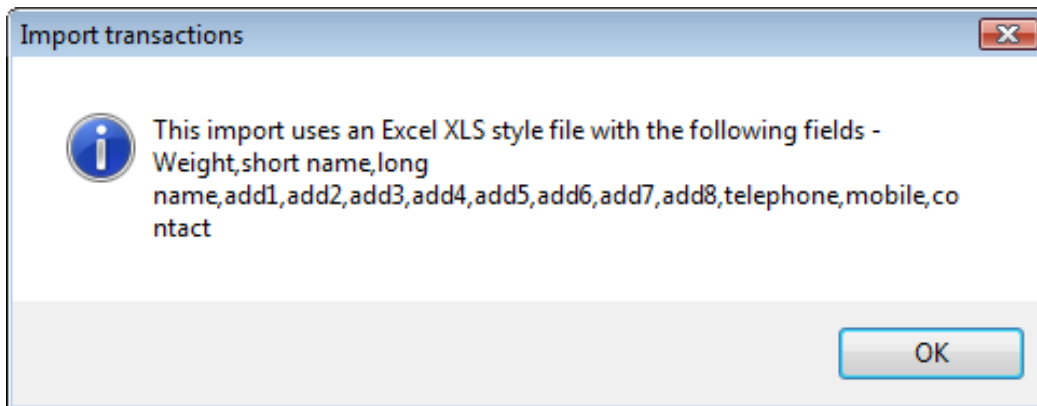 Import transactions
This import uses an Excel XLS style file with the following fields -
Weight,short name,long
name,add1,add2,add3,add4,add5,add6,add7,add8,telephone,mobile,co
ntact
OK